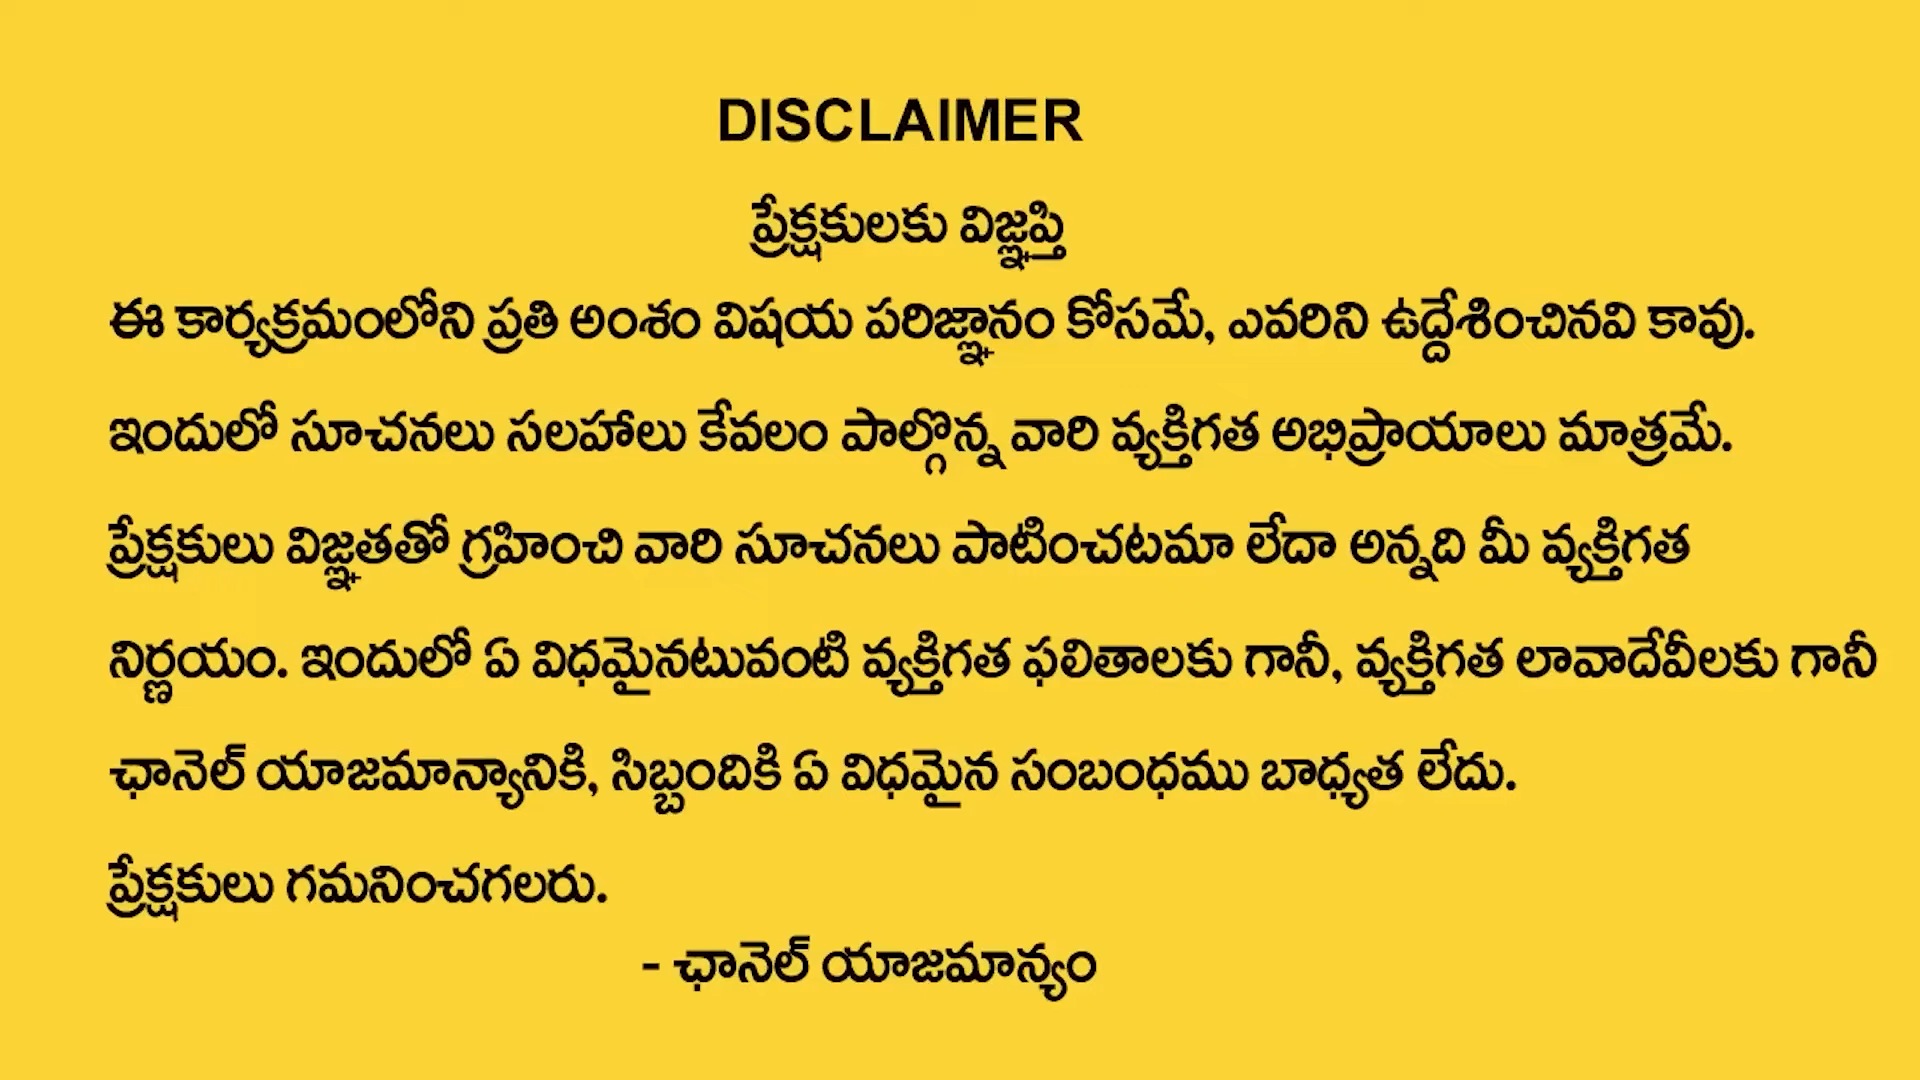 DISCLAIMER
ప్రేక్షకులకు విజ్ఞప్తి
ఈ కార్యక్రమంలోని ప్రతి అంశం విషయ పరిజ్ఞానం కోసమే, ఎవరిని ఉద్దేశించినవి కావు.
ఇందులో సూచనలు సలహాలు కేవలం పాల్గొన్న వారి వ్యక్తిగత అభిప్రాయాలు మాత్రమే.
ప్రేక్షకులు విజ్ఞతతో గ్రహించి వారి సూచనలు పాటించటమా లేదా అన్నది మీ వ్యక్తిగత
నిర్ణయం. ఇందులో ఏ విధమైనటువంటి వ్యక్తిగత ఫలితాలకు గానీ, వ్యక్తిగత లావాదేవీలకు గానీ
ఛానెల్ యాజమాన్యానికి, సిబ్బందికి ఏ విధమైన సంబంధము బాధ్యత లేదు.
ప్రేక్షకులు గమనించగలరు.
- ఛానెల్ యాజమాన్యం